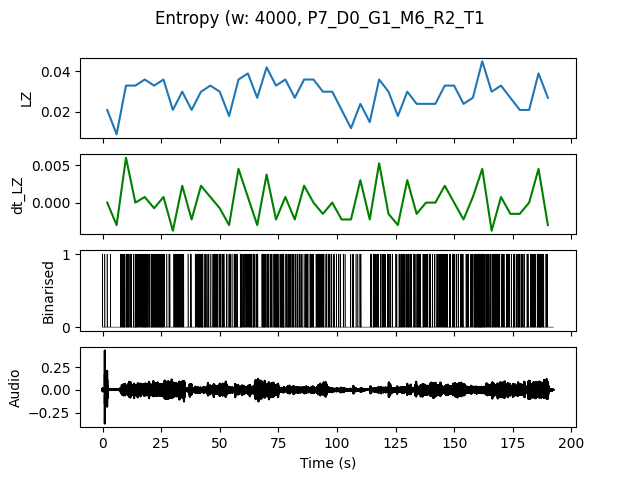 Entropy (w: 4000, P7_D0_G1_M6_R2_T1
0.04
0.02
LZ
0.005
0.000
dt_LZ
1
0
Binarised
0.25
0.00
−0.25
Audio
0 25 50 75 100 125 150 175 200
Time (s)